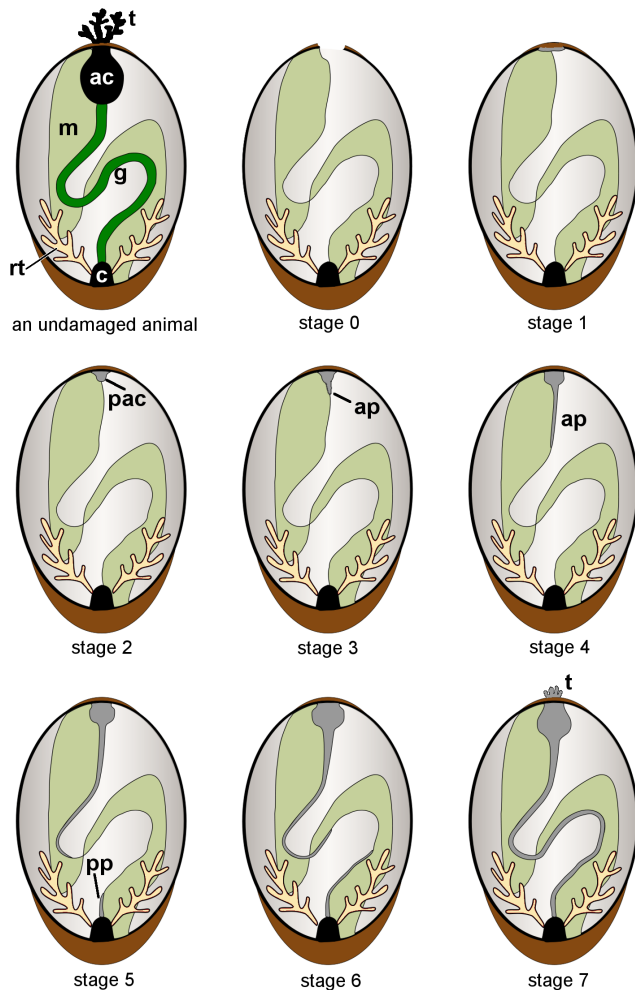 t
ac
m
g
rt
c
an undamaged animal
stage 0
stage 1
pac
ap
ap
stage 2
stage 3
stage 4
t
pp
stage 5
stage 6
stage 7